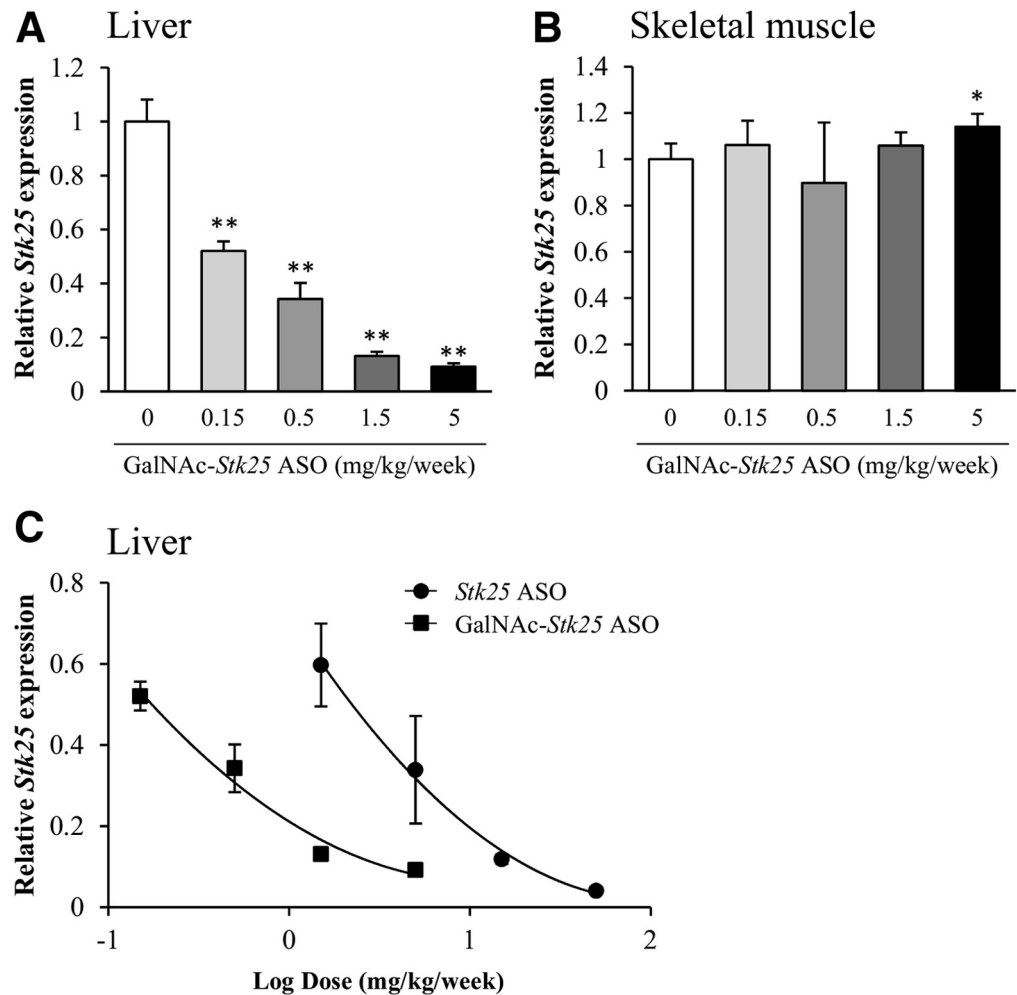 A Liver
Relative Stk25 expression
1.2
1
0.8
0.6
0.4
0.2
0
**
**
**
**
0 0.15 0.5 1.5 5
GalNAc-Stk25 ASO (mg/kg/week)
B Skeletal muscle
Relative Stk25 expression
1.4
1.2
1
0.8
0.6
0.4
0.2
0
*
0 0.15 0.5 1.5 5
GalNAc-Stk25 ASO (mg/kg/week)
C Liver
Relative Stk25 expression
0.8
0.6
0.4
0.2
0
Stk25 ASO
GalNAc-Stk25 ASO
-1 0 1 2
Log Dose (mg/kg/week)